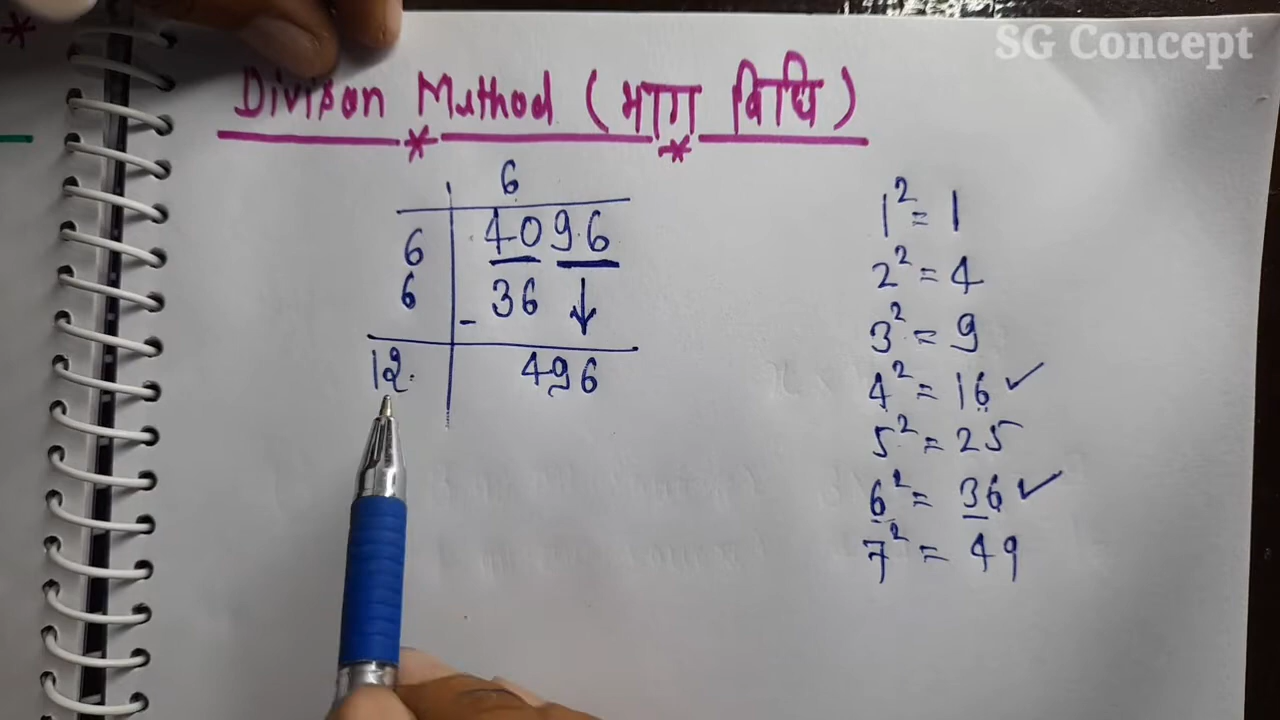 SG Concept
Divison Method (भाग विधि)
6
6 4096
6 - 36 ↓
12. 496
1² = 1
2² = 4
3² = 9
4² = 16 ✓
5² = 25
6² = 36 ✓
7² = 49